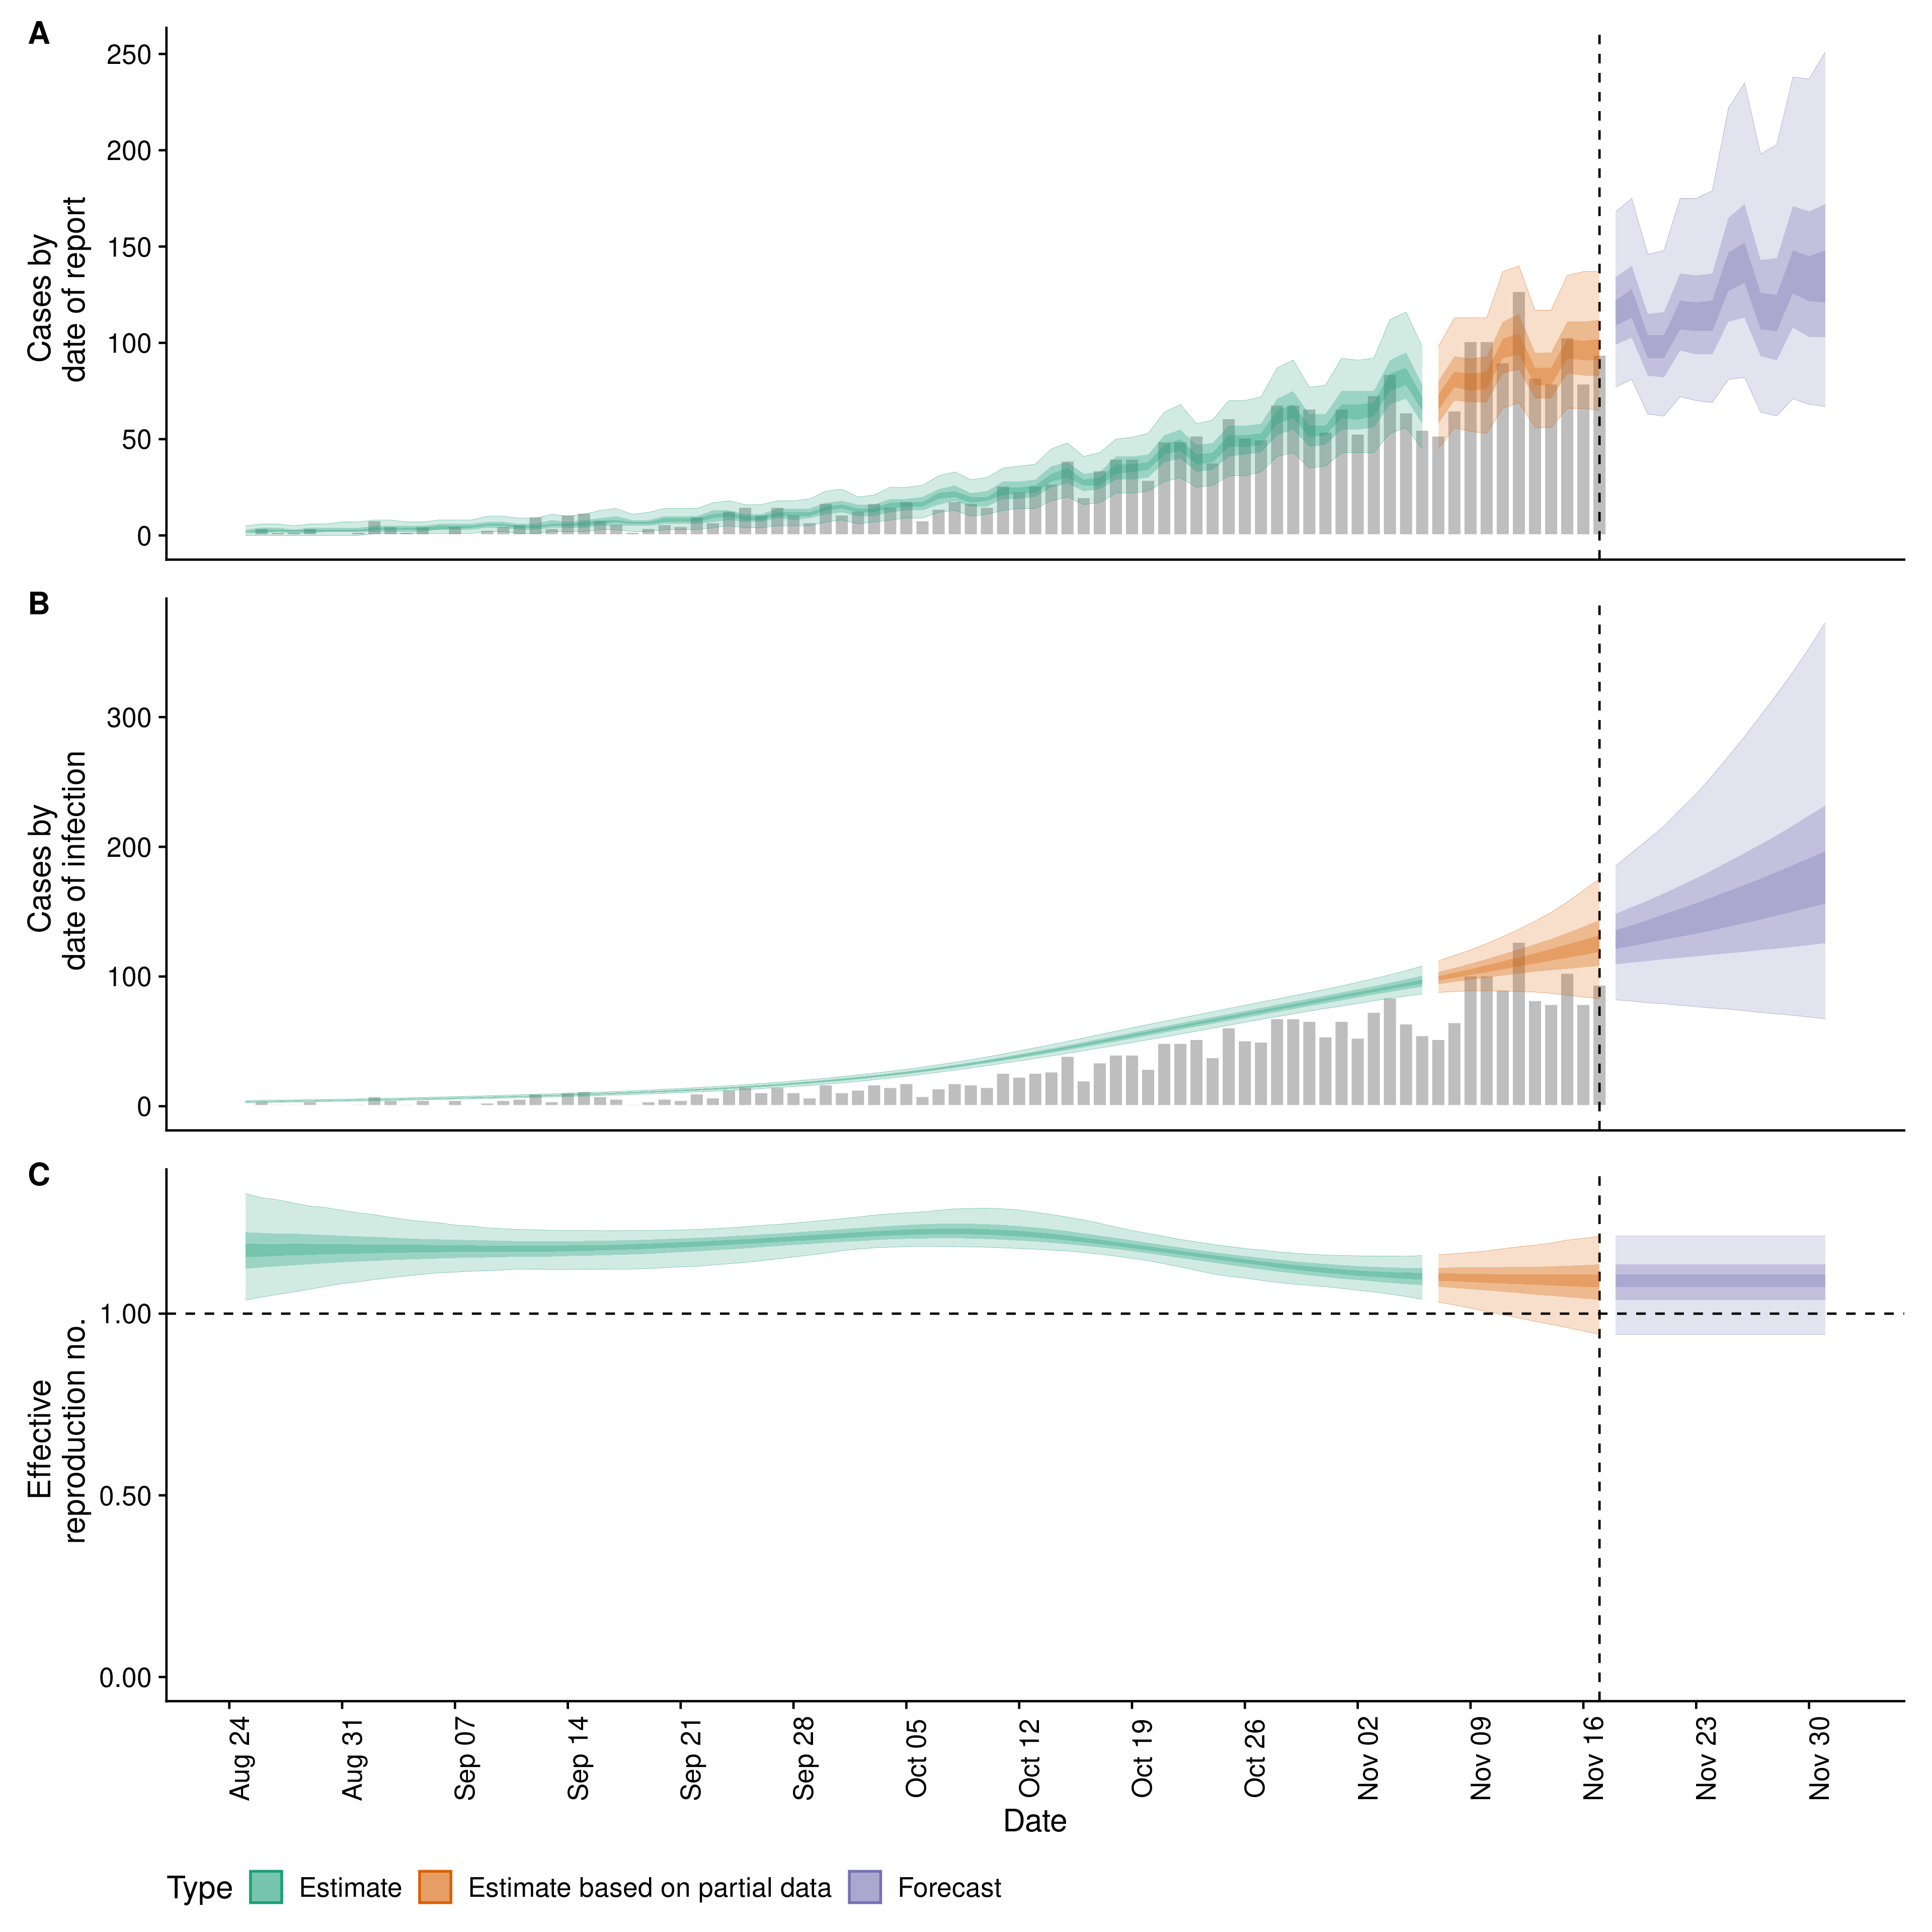 A
250
200
150
100
50
0
Cases by
date of report
B
300
200
100
0
Cases by
date of infection
C
1.00
0.50
0.00
Effective
reproduction no.
Aug 24
Aug 31
Sep 07
Sep 14
Sep 21
Sep 28
Oct 05
Oct 12
Oct 19
Oct 26
Nov 02
Nov 09
Nov 16
Nov 23
Nov 30
Date
Type Estimate Estimate based on partial data Forecast